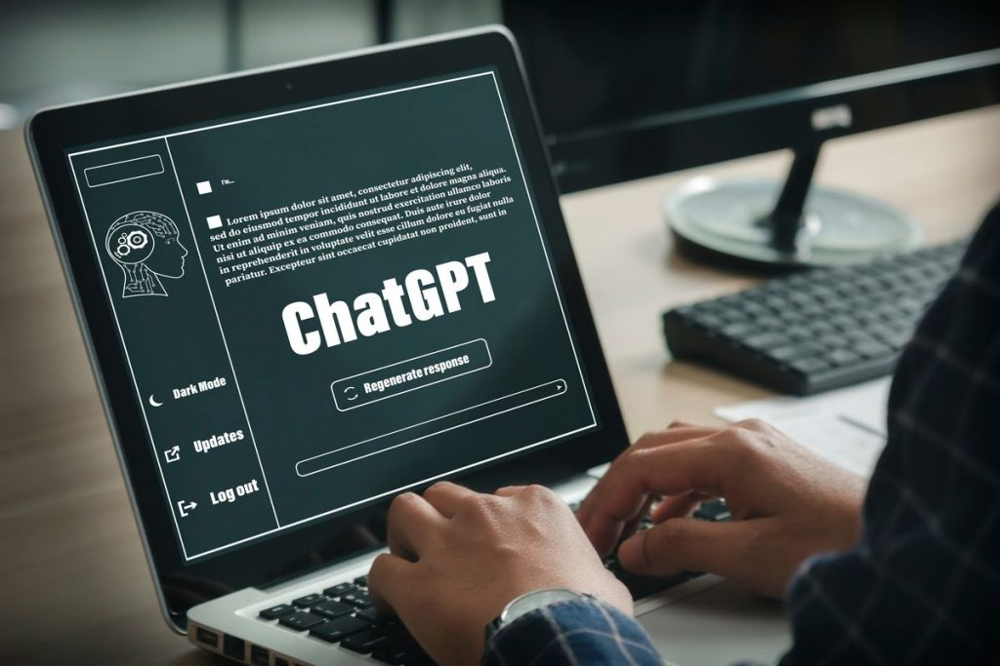 I'm...
Lorem ipsum dolor sit amet, consectetur adipiscing elit,
sed do eiusmod tempor incididunt ut labore et dolore magna aliqua.
Ut enim ad minim veniam, quis nostrud exercitation ullamco laboris
nisi ut aliquip ex ea commodo consequat. Duis aute irure dolor
in reprehenderit in voluptate velit esse cillum dolore eu fugiat nulla
pariatur. Excepteur sint occaecat cupidatat non proident, sunt in
ChatGPT
Regenerate response
Dark Mode
Updates
Log out